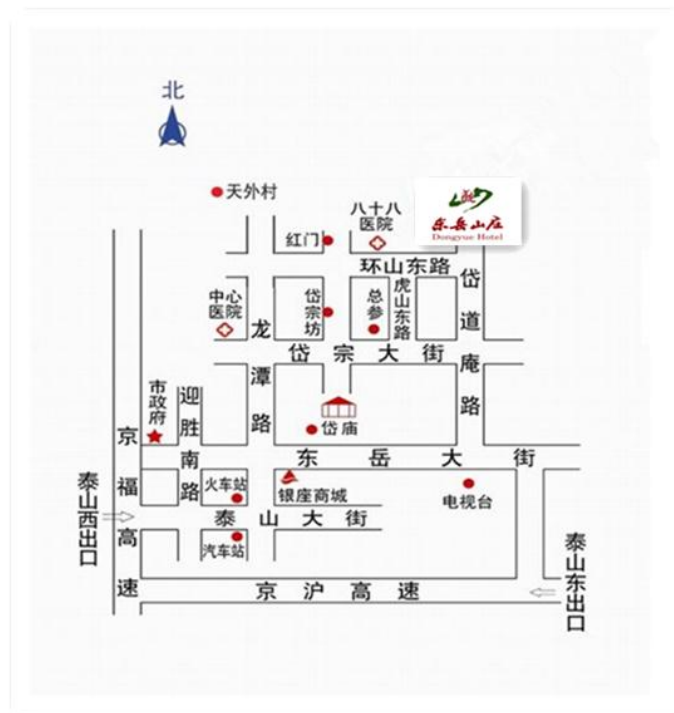 北
天外村
八十八
医院
东岳山庄
Dongyue Hotel
红门
环山东路
中心
医院
岱宗坊
总参
虎山东路
岱道庵路
龙潭路
岱宗大街
市政府
迎胜南路
岱庙
京福高速
东岳大街
泰山西出口
火车站
银座商城
电视台
泰山大街
汽车站
泰山东出口
京沪高速